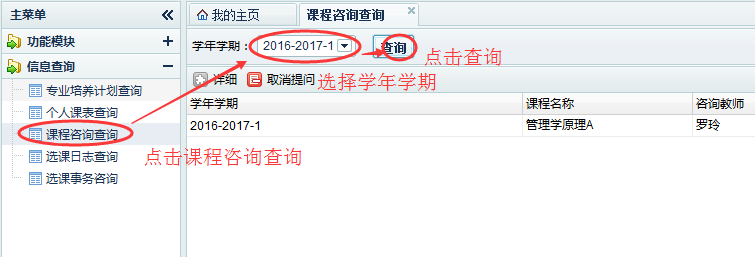 主菜单
功能模块
信息查询
专业培养计划查询
个人课表查询
课程咨询查询
选课日志查询
选课事务咨询
点击课程咨询查询
我的主页
课程咨询查询
学年学期：
2016-2017-1
查询
点击查询
详细
取消提问
选择学年学期
学年学期 课程名称 咨询教师
2016-2017-1 管理学原理A 罗玲